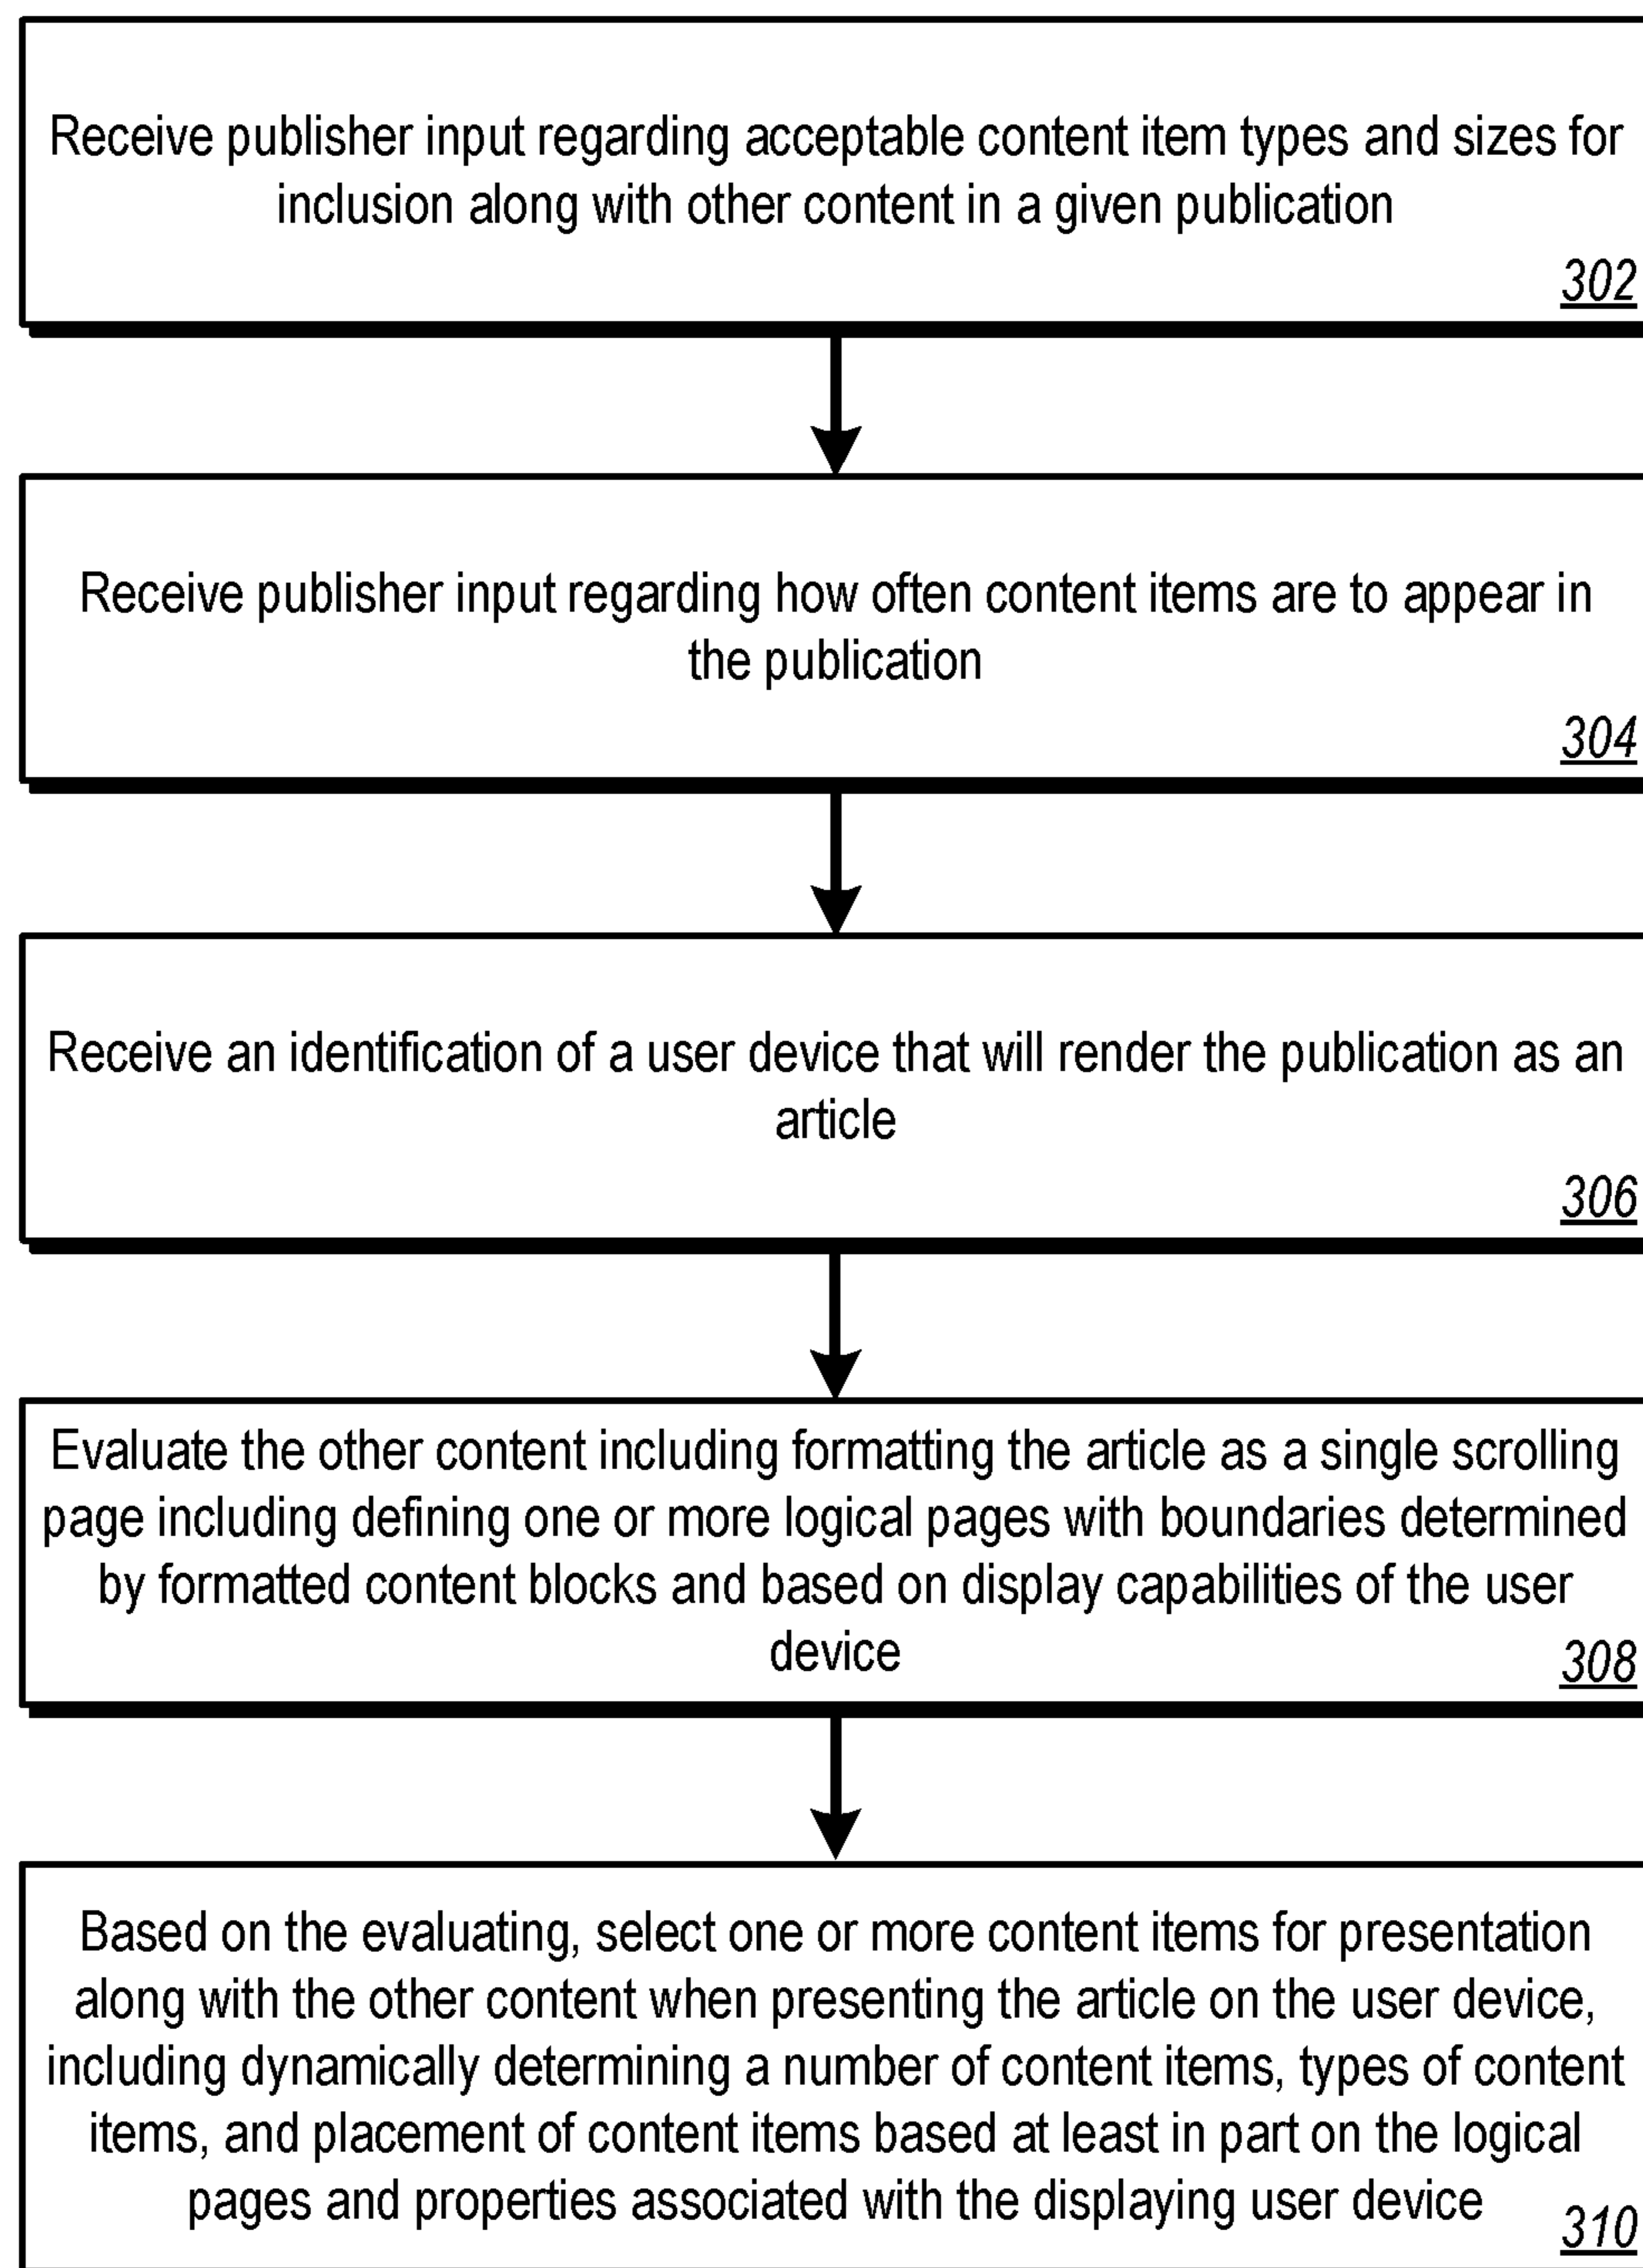 Receive publisher input regarding acceptable content item types and sizes for
inclusion along with other content in a given publication
302
Receive publisher input regarding how often content items are to appear in
the publication
304
Receive an identification of a user device that will render the publication as an
article
306
Evaluate the other content including formatting the article as a single scrolling
page including defining one or more logical pages with boundaries determined
by formatted content blocks and based on display capabilities of the user
device
308
Based on the evaluating, select one or more content items for presentation
along with the other content when presenting the article on the user device,
including dynamically determining a number of content items, types of content
items, and placement of content items based at least in part on the logical
pages and properties associated with the displaying user device
310